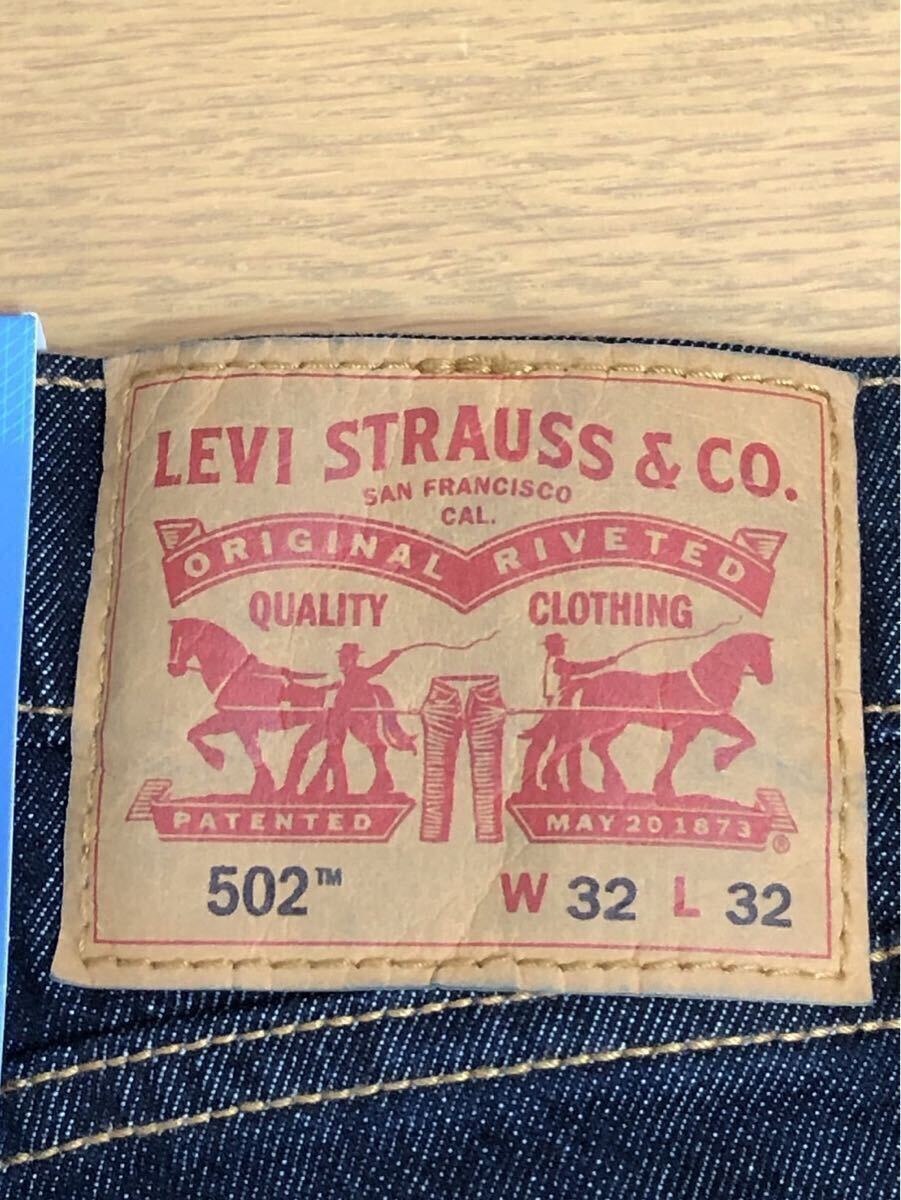 LEVI STRAUSS & CO.
SAN FRANCISCO
CAL.
ORIGINAL RIVETED
QUALITY CLOTHING
PATENTED MAY 20 1873 ®
502™ W 32 L 32